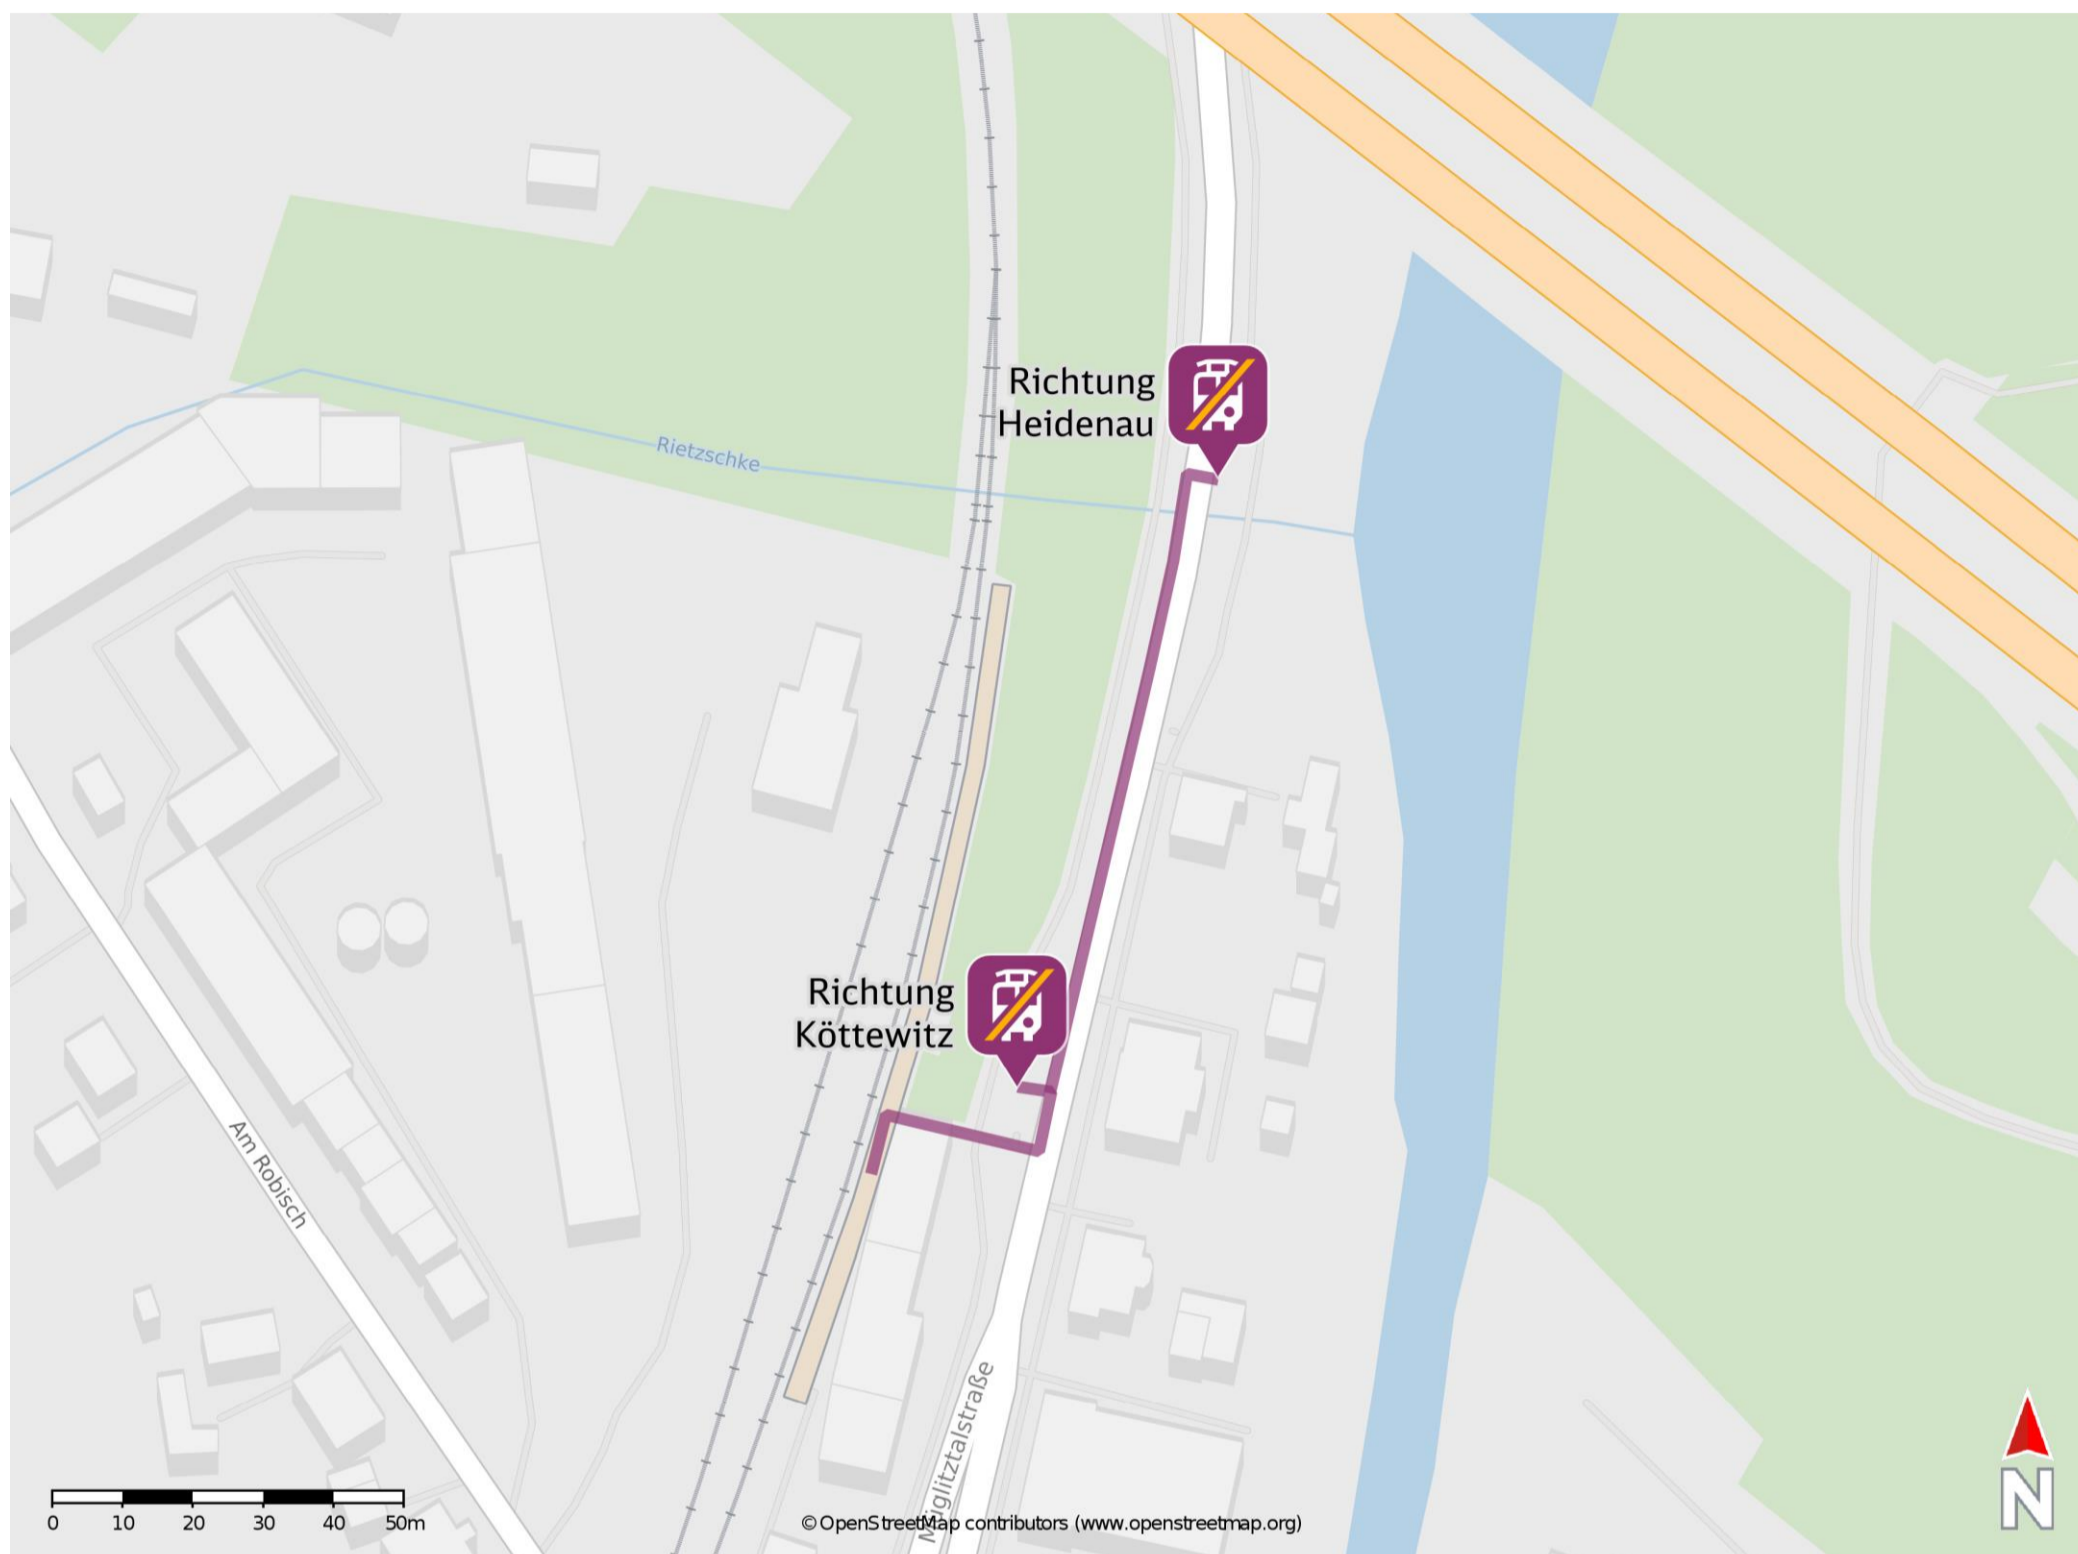 Richtung
Heidenau
Rietzschke
Richtung
Köttewitz
Am Robisch
Müglitztalstraße
N
0 10 20 30 40 50m
© OpenStreetMap contributors (www.openstreetmap.org)